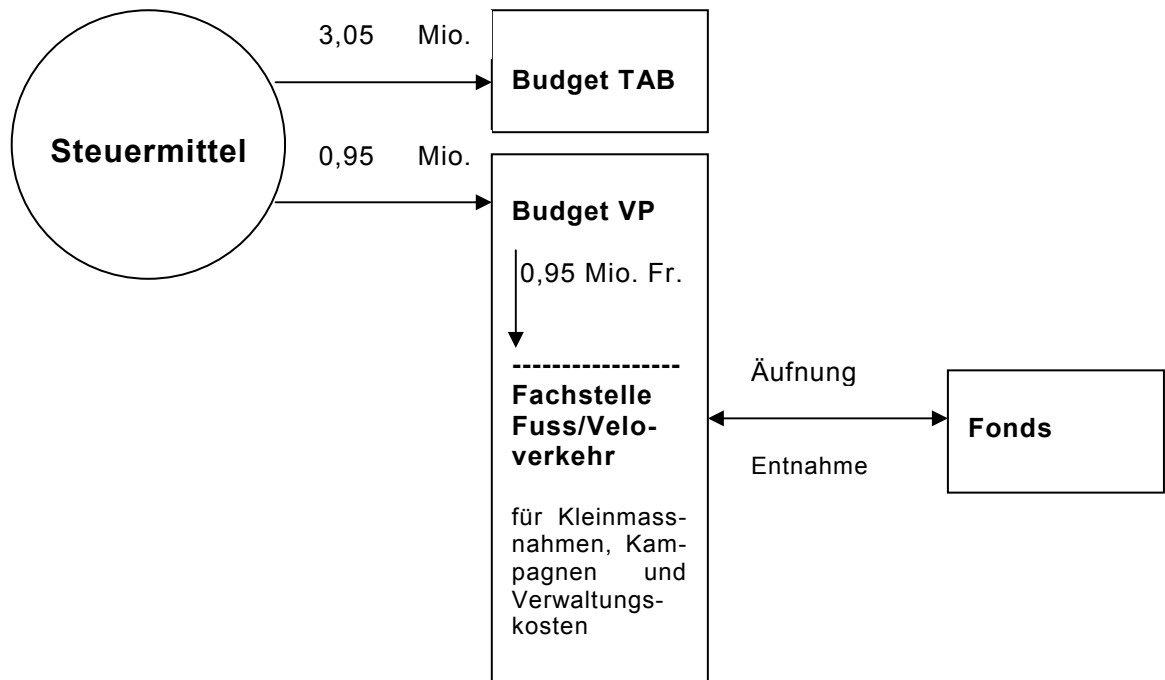 3,05 Mio.
Budget TAB
Steuermittel
0,95 Mio.
Budget VP
0,95 Mio. Fr.
-----------------
Fachstelle
Fuss/Velo-
verkehr
für Kleinmass-
nahmen, Kam-
pagnen und
Verwaltungs-
kosten
Äufnung
Entnahme
Fonds